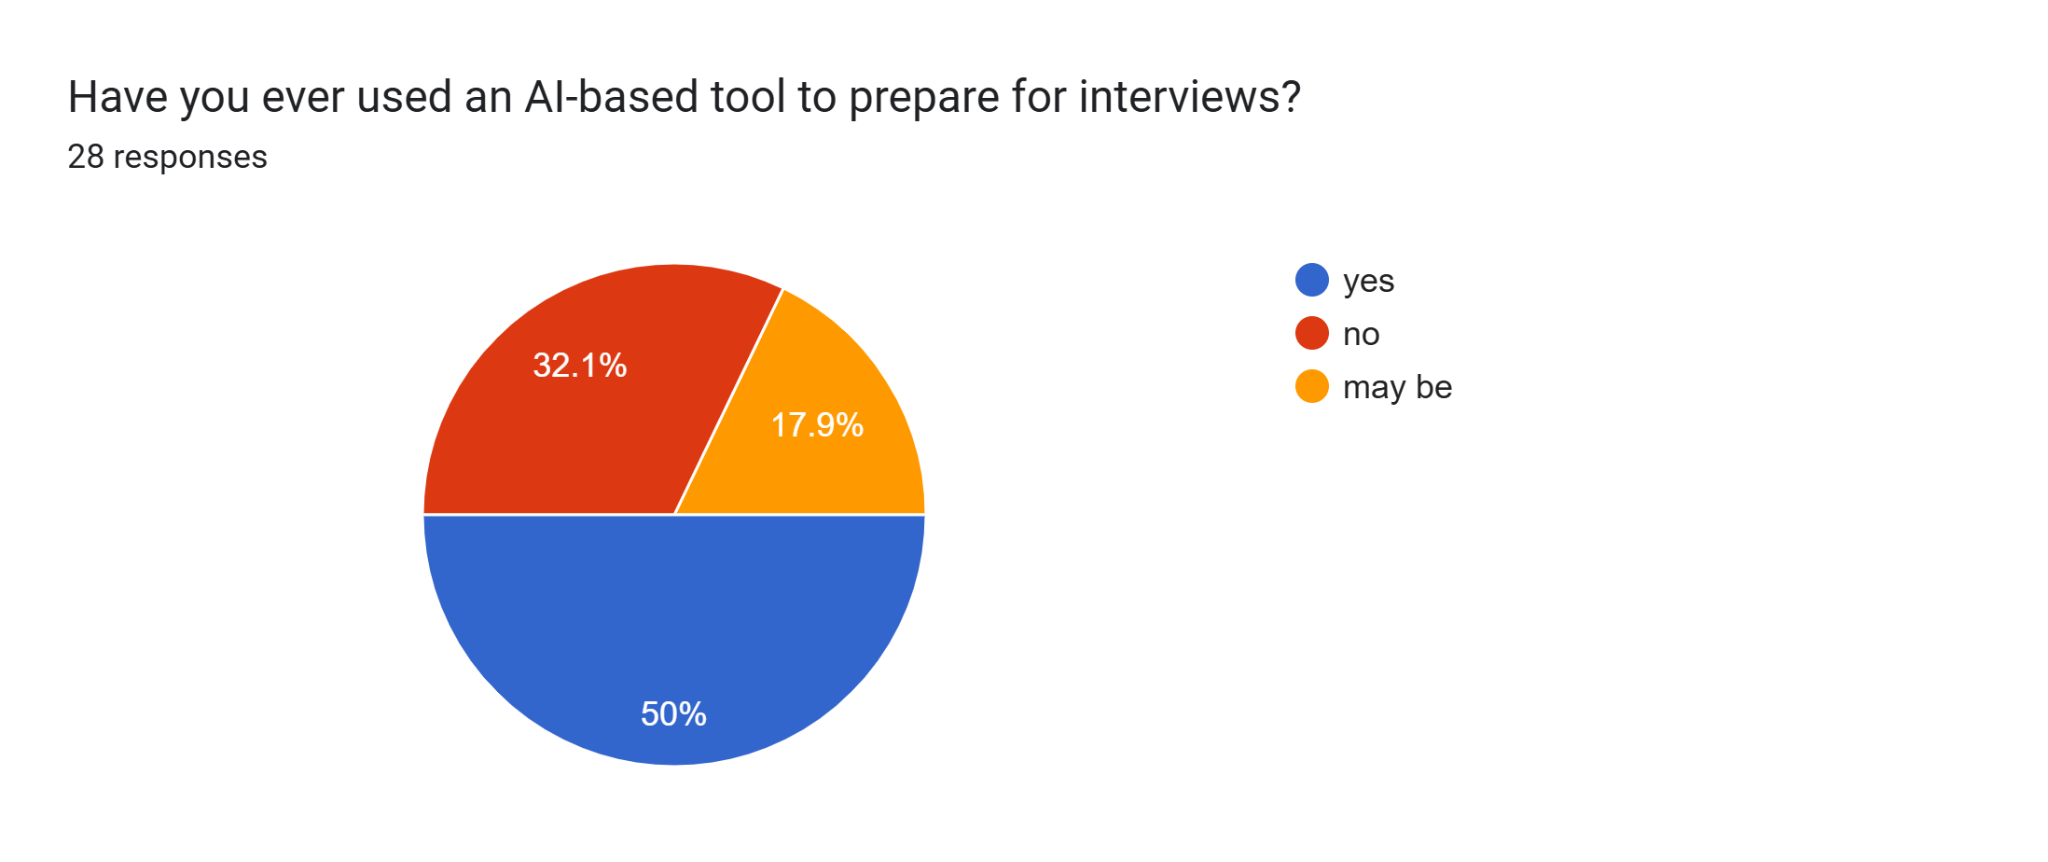 Have you ever used an AI-based tool to prepare for interviews?
28 responses
yes
no
may be
32.1%
17.9%
50%